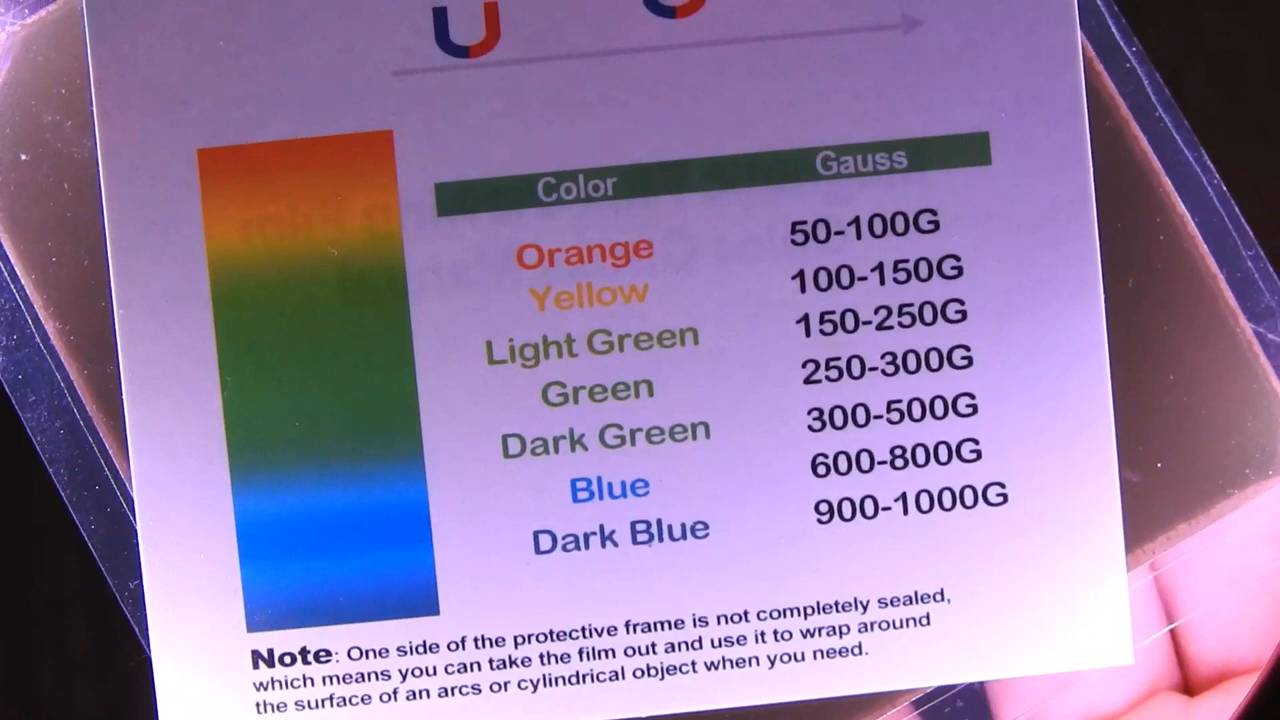 Color Gauss
Orange 50-100G
Yellow 100-150G
Light Green 150-250G
Green 250-300G
Dark Green 300-500G
Blue 600-800G
Dark Blue 900-1000G
Note: One side of the protective frame is not completely sealed,
which means you can take the film out and use it to wrap around
the surface of an arcs or cylindrical object when you need.